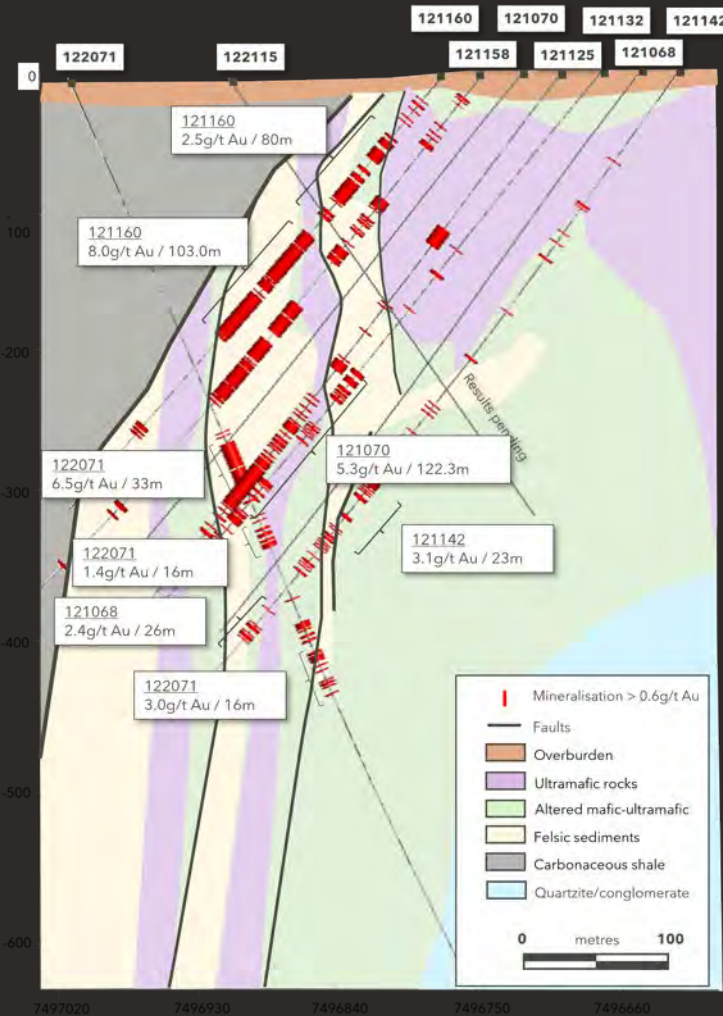 121160
121070
121132
121142
122071
122115
121158
121125
121068
0
121160
2.5g/t Au / 80m
121160
8.0g/t Au / 103.0m
-100
-200
Results pending
122071
6.5g/t Au / 33m
121070
5.3g/t Au / 122.3m
-300
121142
3.1g/t Au / 23m
122071
1.4g/t Au / 16m
121068
2.4g/t Au / 26m
-400
122071
3.0g/t Au / 16m
Mineralisation > 0.6g/t Au
Faults
Overburden
Ultramafic rocks
Altered mafic-ultramafic
Felsic sediments
Carbonaceous shale
Quartzite/conglomerate
0 metres 100
-500
-600
7497020 7496930 7496840 7496750 7496660